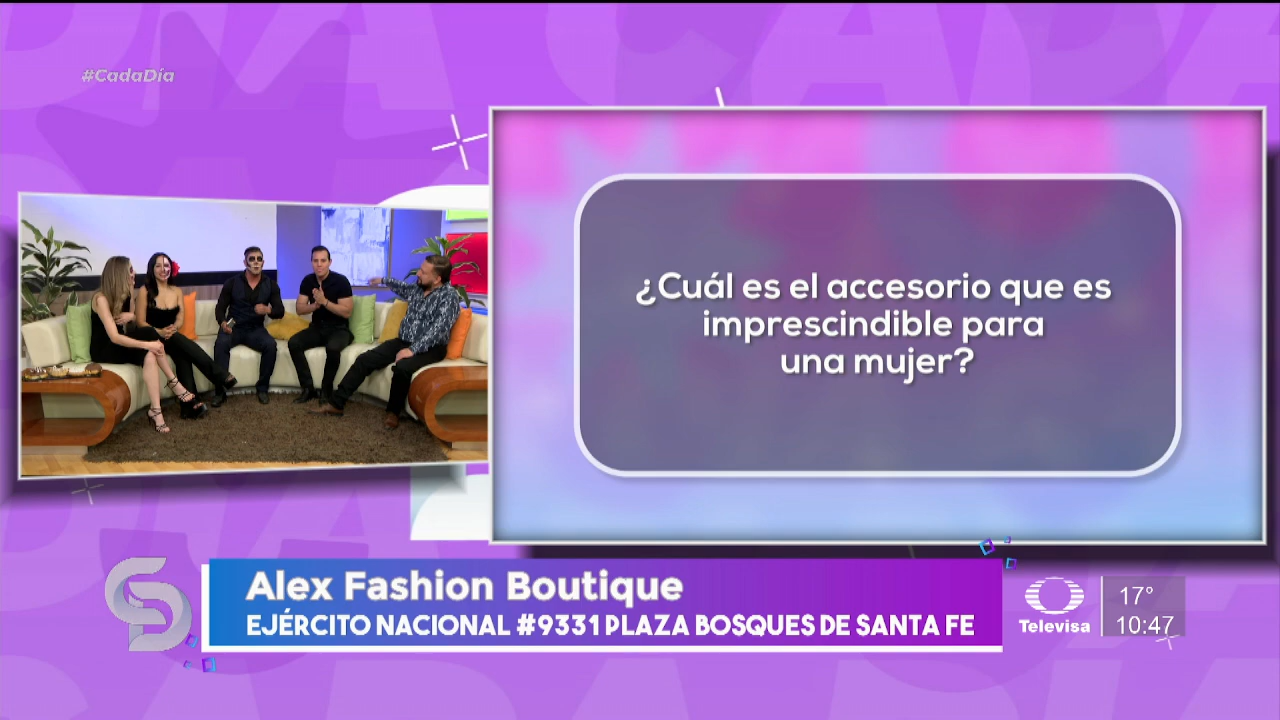 #CadaDía
¿Cuál es el accesorio que es
imprescindible para
una mujer?
Alex Fashion Boutique
EJÉRCITO NACIONAL #9331 PLAZA BOSQUES DE SANTA FE
Televisa
17°
10:47